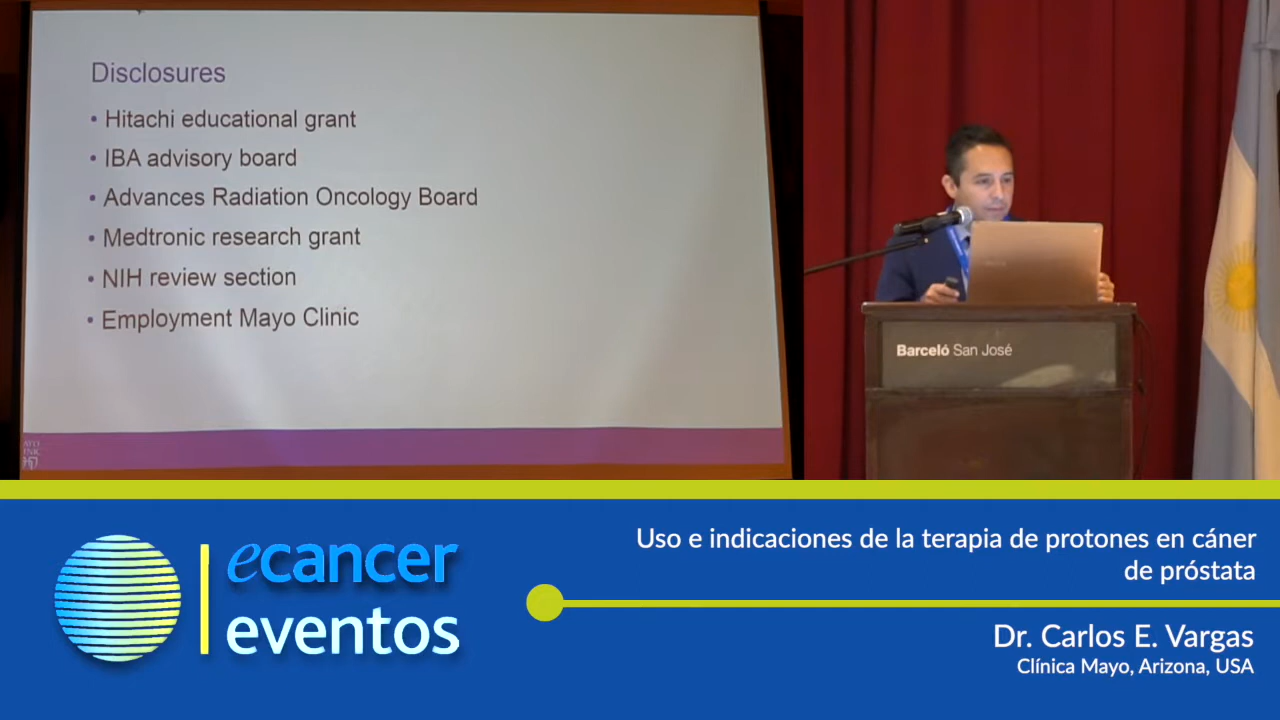 Disclosures
• Hitachi educational grant
• IBA advisory board
• Advances Radiation Oncology Board
• Medtronic research grant
• NIH review section
• Employment Mayo Clinic
Barceló San José
ecancer
eventos
Uso e indicaciones de la terapia de protones en cáner
de próstata
Dr. Carlos E. Vargas
Clínica Mayo, Arizona, USA